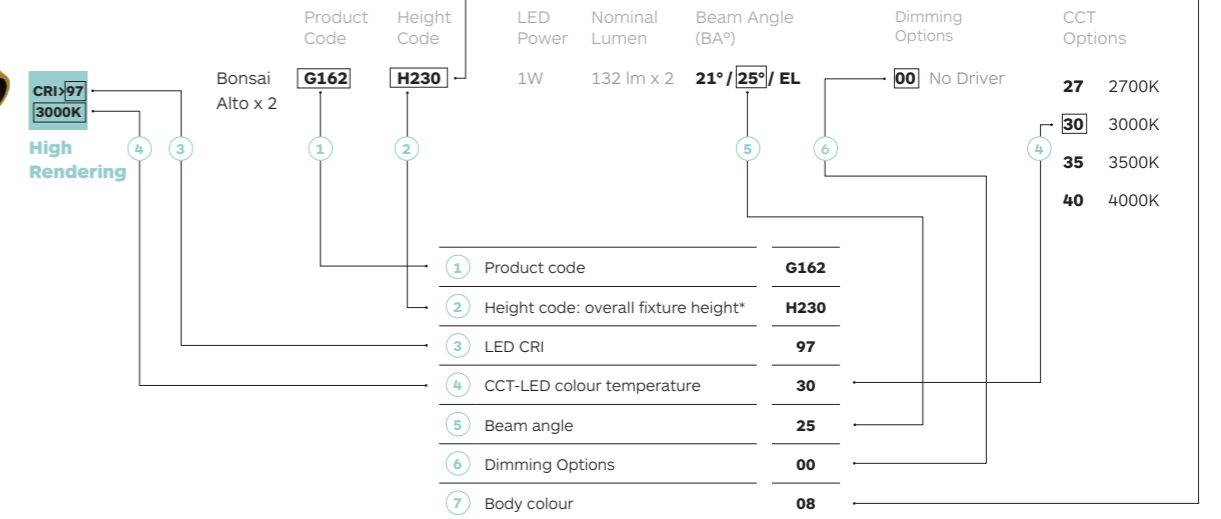 Product Code
Height Code
LED Power
Nominal Lumen
Beam Angle (BA°)
Dimming Options
CCT Options
CRI>97
3000K
High Rendering
Bonsai Alto x 2
G162
H230
1W
132 lm x 2
21° / 25° / EL
00 No Driver
27 2700K
30 3000K
35 3500K
40 4000K
4
3
1
2
5
6
4
1 Product code G162
2 Height code: overall fixture height* H230
3 LED CRI 97
4 CCT-LED colour temperature 30
5 Beam angle 25
6 Dimming Options 00
7 Body colour 08